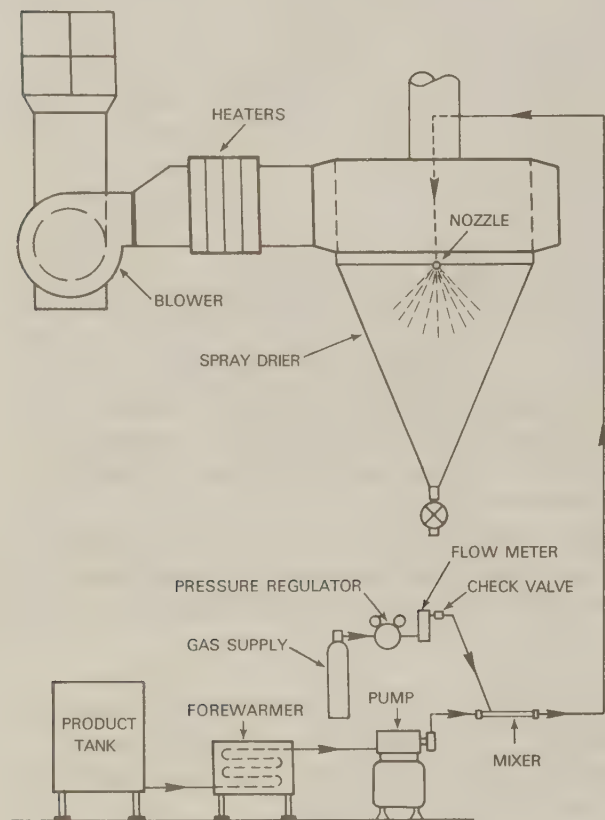 HEATERS
NOZZLE
BLOWER
SPRAY DRIER
FLOW METER
PRESSURE REGULATOR
CHECK VALVE
GAS SUPPLY
PUMP
FOREWARMER
PRODUCT
TANK
MIXER